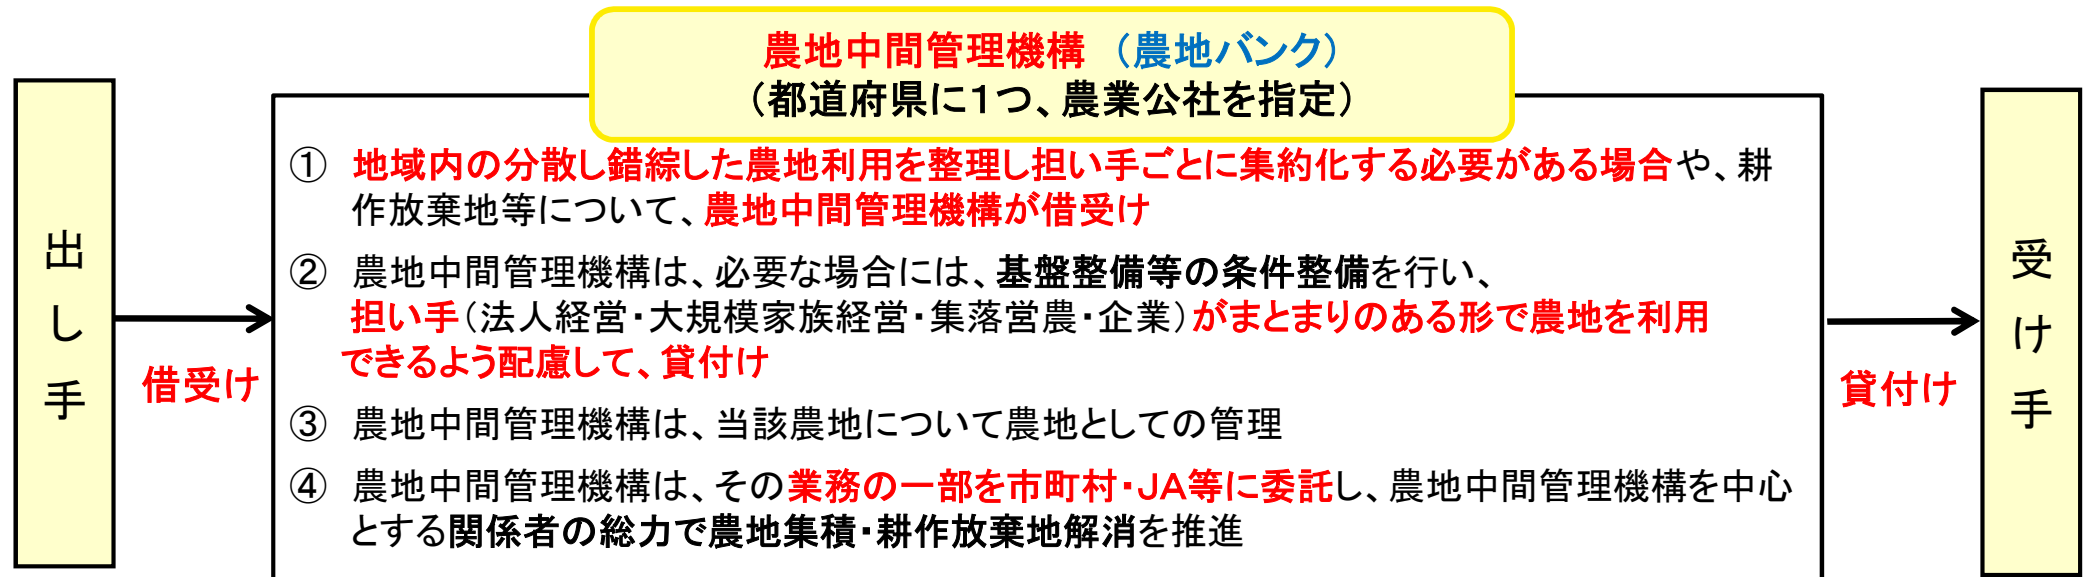 農地中間管理機構 (農地バンク)
(都道府県に1つ、農業公社を指定)
出し手
借受け
① 地域内の分散し錯綜した農地利用を整理し担い手ごとに集約化する必要がある場合や、耕
作放棄地等について、農地中間管理機構が借受け
② 農地中間管理機構は、必要な場合には、基盤整備等の条件整備を行い、
担い手(法人経営・大規模家族経営・集落営農・企業)がまとまりのある形で農地を利用
できるよう配慮して、貸付け
③ 農地中間管理機構は、当該農地について農地としての管理
④ 農地中間管理機構は、その業務の一部を市町村・JA等に委託し、農地中間管理機構を中心
とする関係者の総力で農地集積・耕作放棄地解消を推進
貸付け
受け手